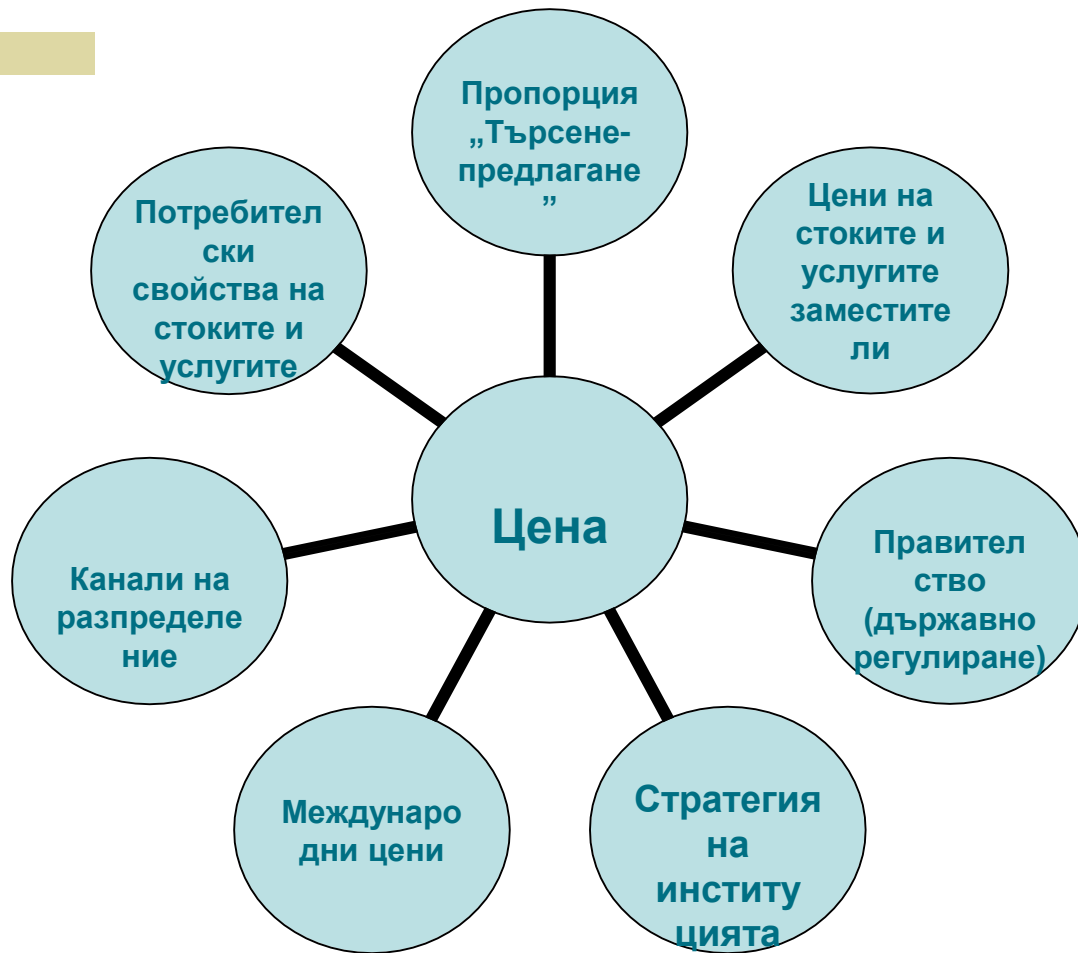 Пропорция
„Търсене-
предлагане
”
Цени на
стоките и
услугите
заместите
ли
Правител
ство
(държавно
регулиране)
Стратегия
на
институ
цията
Междунаро
дни цени
Канали на
разпределе
ние
Потребител
ски
свойства на
стоките и
услугите
Цена